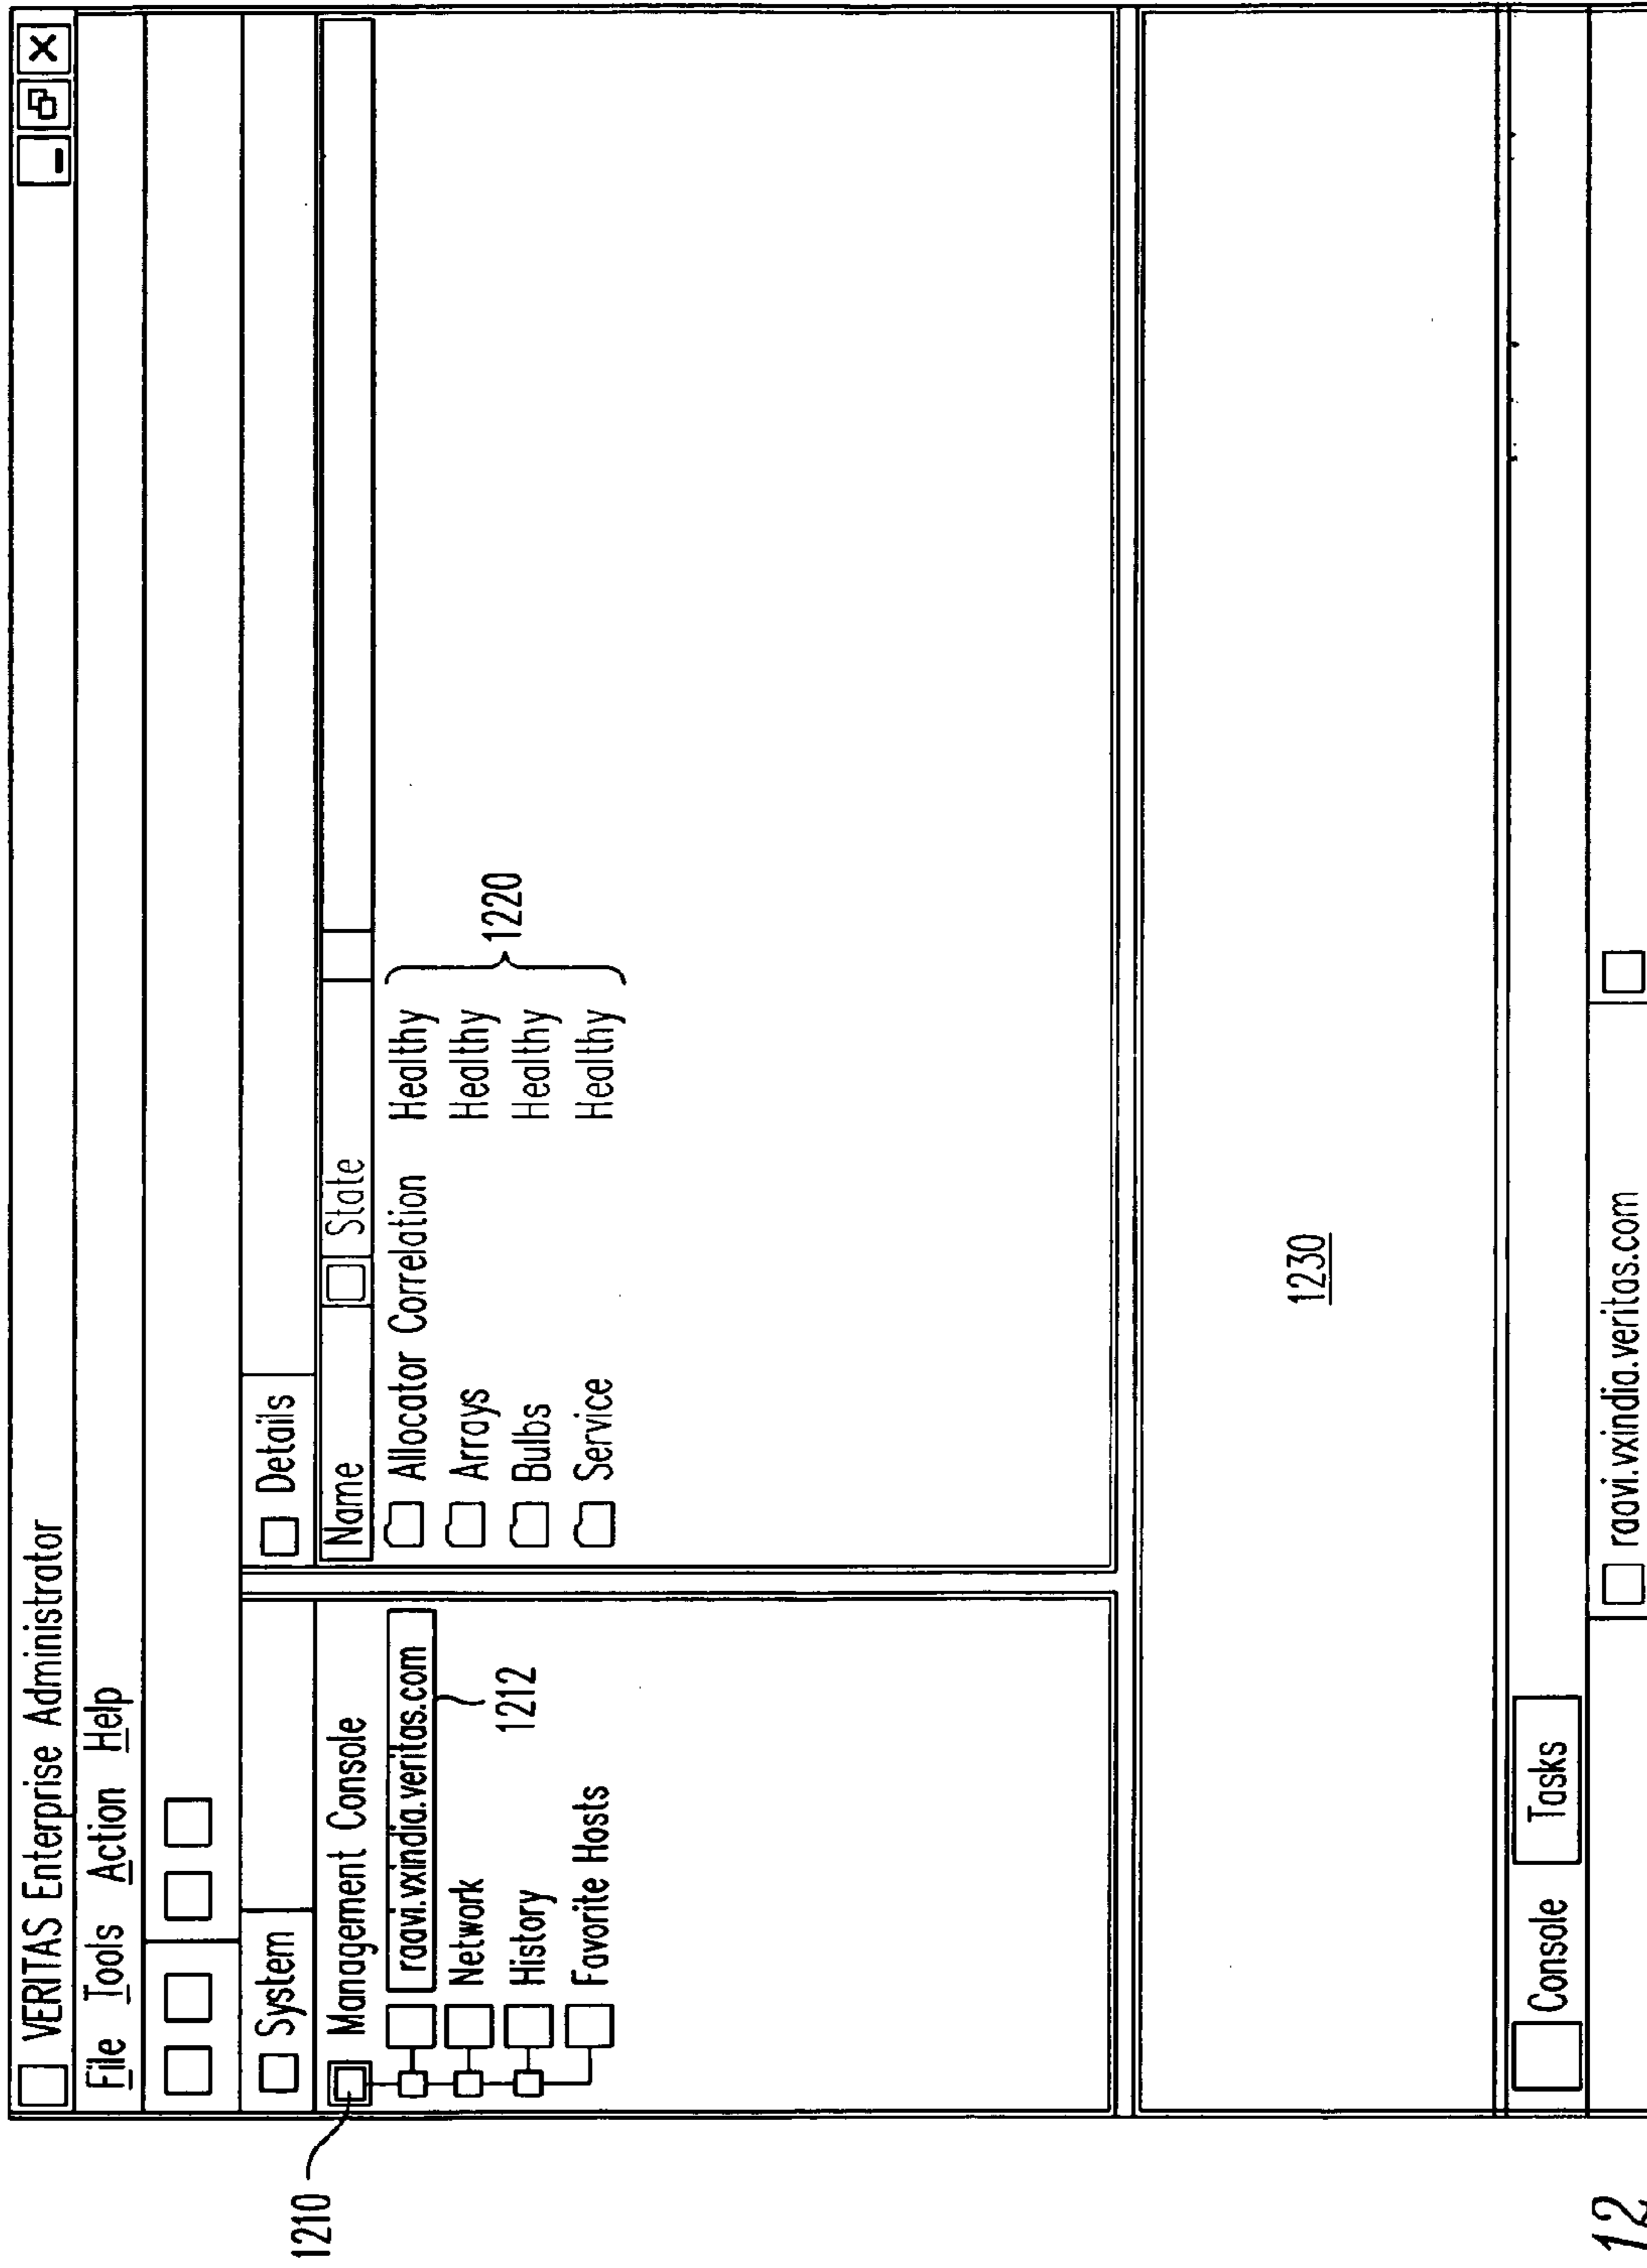 VERITAS Enterprise Administrator
File Tools Action Help
System
Details
1210
Management Console
Name State
raavi.vxindia.veritas.com
Allocator Correlation Healthy
Network
Arrays Healthy
1212
1220
History
Bulbs Healthy
Favorite Hosts
Service Healthy
1230
Console Tasks
raavi.vxindia.veritas.com
12